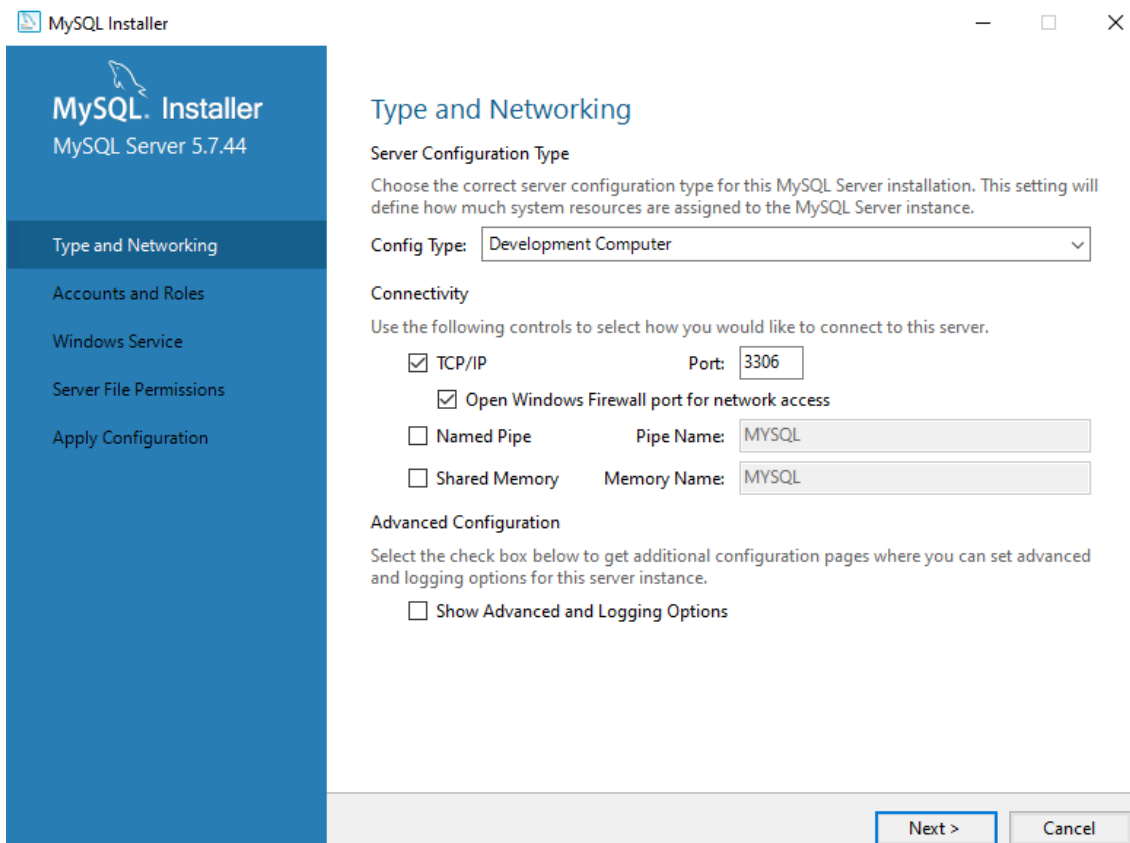 MySQL Installer
MySQL. Installer
MySQL Server 5.7.44
Type and Networking
Accounts and Roles
Windows Service
Server File Permissions
Apply Configuration
Type and Networking
Server Configuration Type
Choose the correct server configuration type for this MySQL Server installation. This setting will
define how much system resources are assigned to the MySQL Server instance.
Config Type: Development Computer
Connectivity
Use the following controls to select how you would like to connect to this server.
TCP/IP Port: 3306
Open Windows Firewall port for network access
Named Pipe Pipe Name: MYSQL
Shared Memory Memory Name: MYSQL
Advanced Configuration
Select the check box below to get additional configuration pages where you can set advanced
and logging options for this server instance.
Show Advanced and Logging Options
Next > Cancel